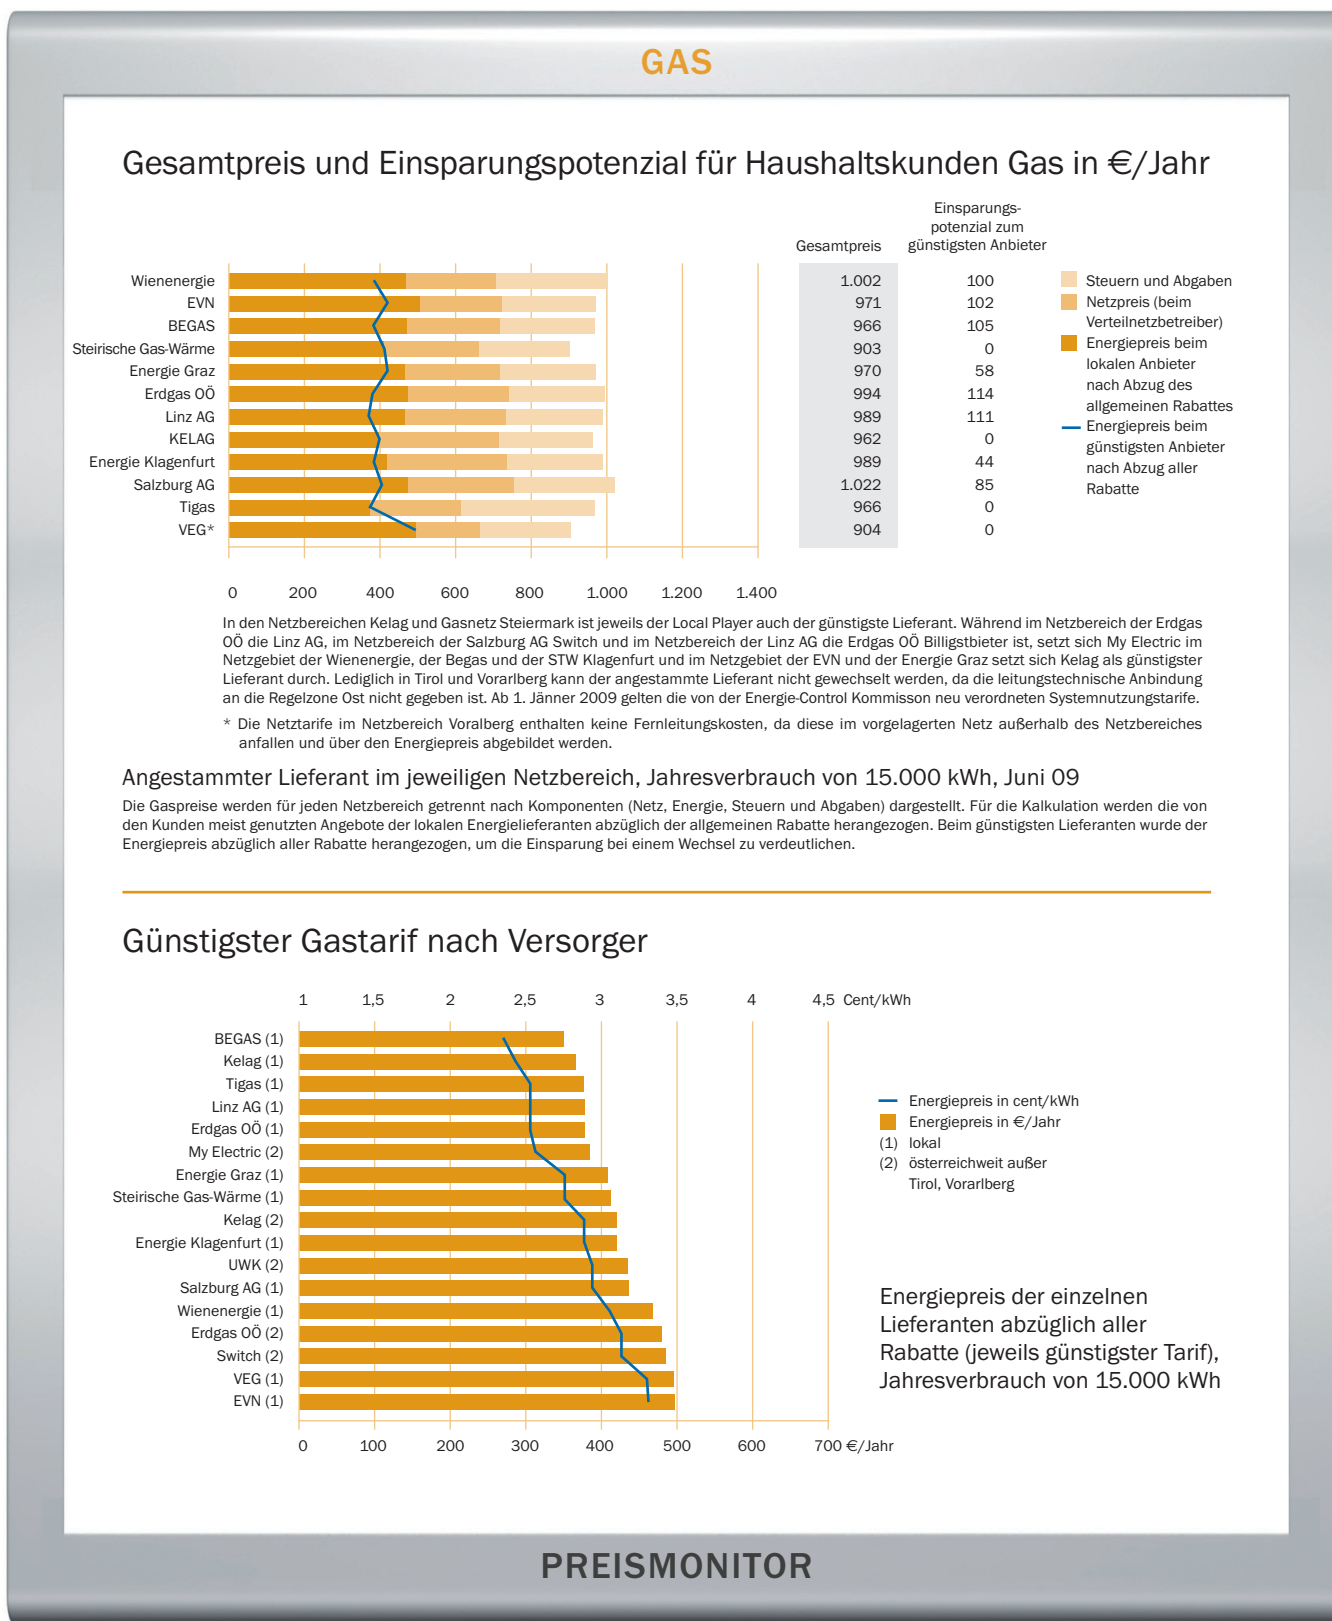 GAS
Gesamtpreis und Einsparungspotenzial für Haushaltskunden Gas in €/Jahr
Einsparungs-
potenzial zum
Gesamtpreis günstigsten Anbieter
Wienenergie 1.002 100
EVN 971 102
BEGAS 966 105
Steirische Gas-Wärme 903 0
Energie Graz 970 58
Erdgas OÖ 994 114
Linz AG 989 111
KELAG 962 0
Energie Klagenfurt 989 44
Salzburg AG 1.022 85
Tigas 966 0
VEG* 904 0
Steuern und Abgaben
Netzpreis (beim
Verteilnetzbetreiber)
Energiepreis beim
lokalen Anbieter
nach Abzug des
allgemeinen Rabattes
Energiepreis beim
günstigsten Anbieter
nach Abzug aller
Rabatte
0 200 400 600 800 1.000 1.200 1.400
In den Netzbereichen Kelag und Gasnetz Steiermark ist jeweils der Local Player auch der günstigste Lieferant. Während im Netzbereich der Erdgas
OÖ die Linz AG, im Netzbereich der Salzburg AG Switch und im Netzbereich der Linz AG die Erdgas OÖ Billigstbieter ist, setzt sich My Electric im
Netzgebiet der Wienenergie, der Begas und der STW Klagenfurt und im Netzgebiet der EVN und der Energie Graz setzt sich Kelag als günstigster
Lieferant durch. Lediglich in Tirol und Vorarlberg kann der angestammte Lieferant nicht gewechselt werden, da die leitungstechnische Anbindung
an die Regelzone Ost nicht gegeben ist. Ab 1. Jänner 2009 gelten die von der Energie-Control Kommisson neu verordneten Systemnutzungstarife.
* Die Netztarife im Netzbereich Voralberg enthalten keine Fernleitungskosten, da diese im vorgelagerten Netz außerhalb des Netzbereiches
anfallen und über den Energiepreis abgebildet werden.
Angestammter Lieferant im jeweiligen Netzbereich, Jahresverbrauch von 15.000 kWh, Juni 09
Die Gaspreise werden für jeden Netzbereich getrennt nach Komponenten (Netz, Energie, Steuern und Abgaben) dargestellt. Für die Kalkulation werden die von
den Kunden meist genutzten Angebote der lokalen Energielieferanten abzüglich der allgemeinen Rabatte herangezogen. Beim günstigsten Lieferanten wurde der
Energiepreis abzüglich aller Rabatte herangezogen, um die Einsparung bei einem Wechsel zu verdeutlichen.
Günstigster Gastarif nach Versorger
1 1,5 2 2,5 3 3,5 4 4,5 Cent/kWh
BEGAS (1)
Kelag (1)
Tigas (1)
Linz AG (1)
Erdgas OÖ (1)
My Electric (2)
Energie Graz (1)
Steirische Gas-Wärme (1)
Kelag (2)
Energie Klagenfurt (1)
UWK (2)
Salzburg AG (1)
Wienenergie (1)
Erdgas OÖ (2)
Switch (2)
VEG (1)
EVN (1)
0 100 200 300 400 500 600 700 €/Jahr
Energiepreis in cent/kWh
Energiepreis in €/Jahr
(1) lokal
(2) österreichweit außer
Tirol, Vorarlberg
Energiepreis der einzelnen
Lieferanten abzüglich aller
Rabatte (jeweils günstigster Tarif),
Jahresverbrauch von 15.000 kWh
PREISMONITOR